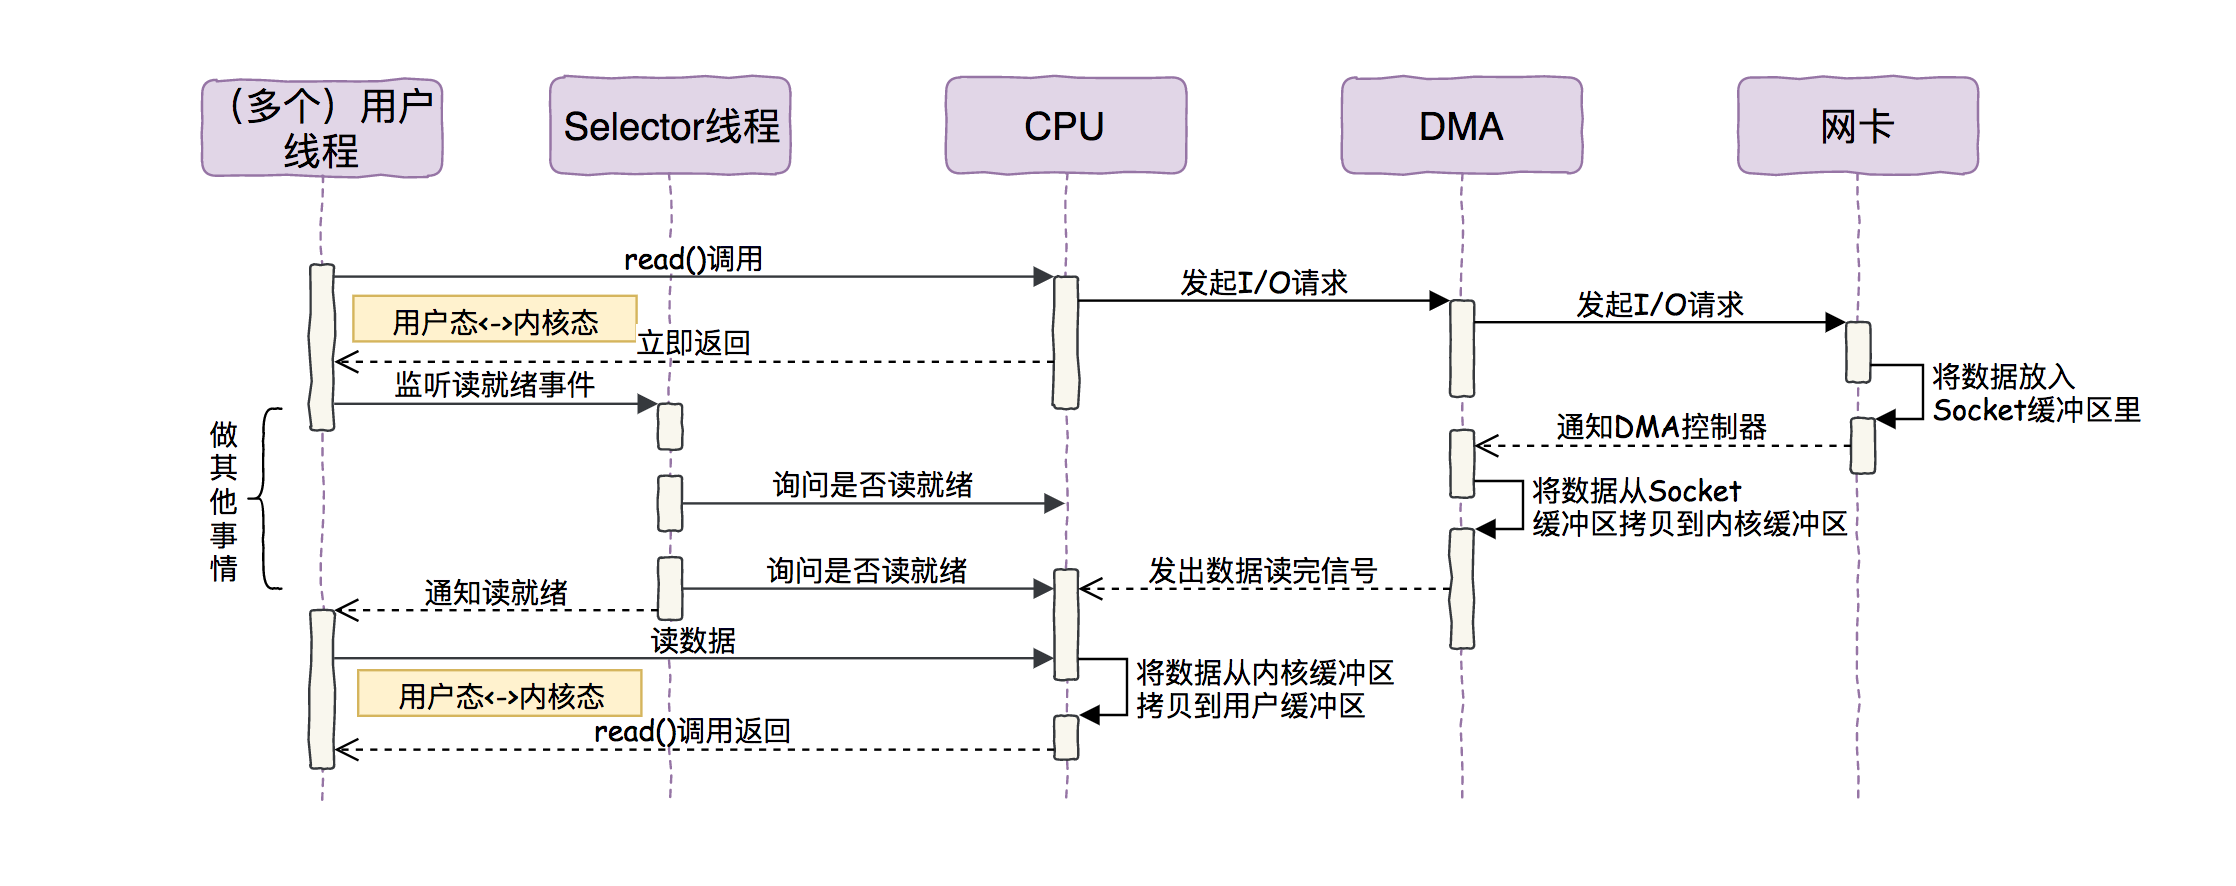 （多个）用户
线程
Selector线程
CPU
DMA
网卡
read()调用
发起I/O请求
发起I/O请求
用户态<->内核态
立即返回
监听读就绪事件
将数据放入
Socket缓冲区里
通知DMA控制器
做
其
他
事
情
询问是否读就绪
将数据从Socket
缓冲区拷贝到内核缓冲区
询问是否读就绪
发出数据读完信号
通知读就绪
读数据
将数据从内核缓冲区
拷贝到用户缓冲区
用户态<->内核态
read()调用返回